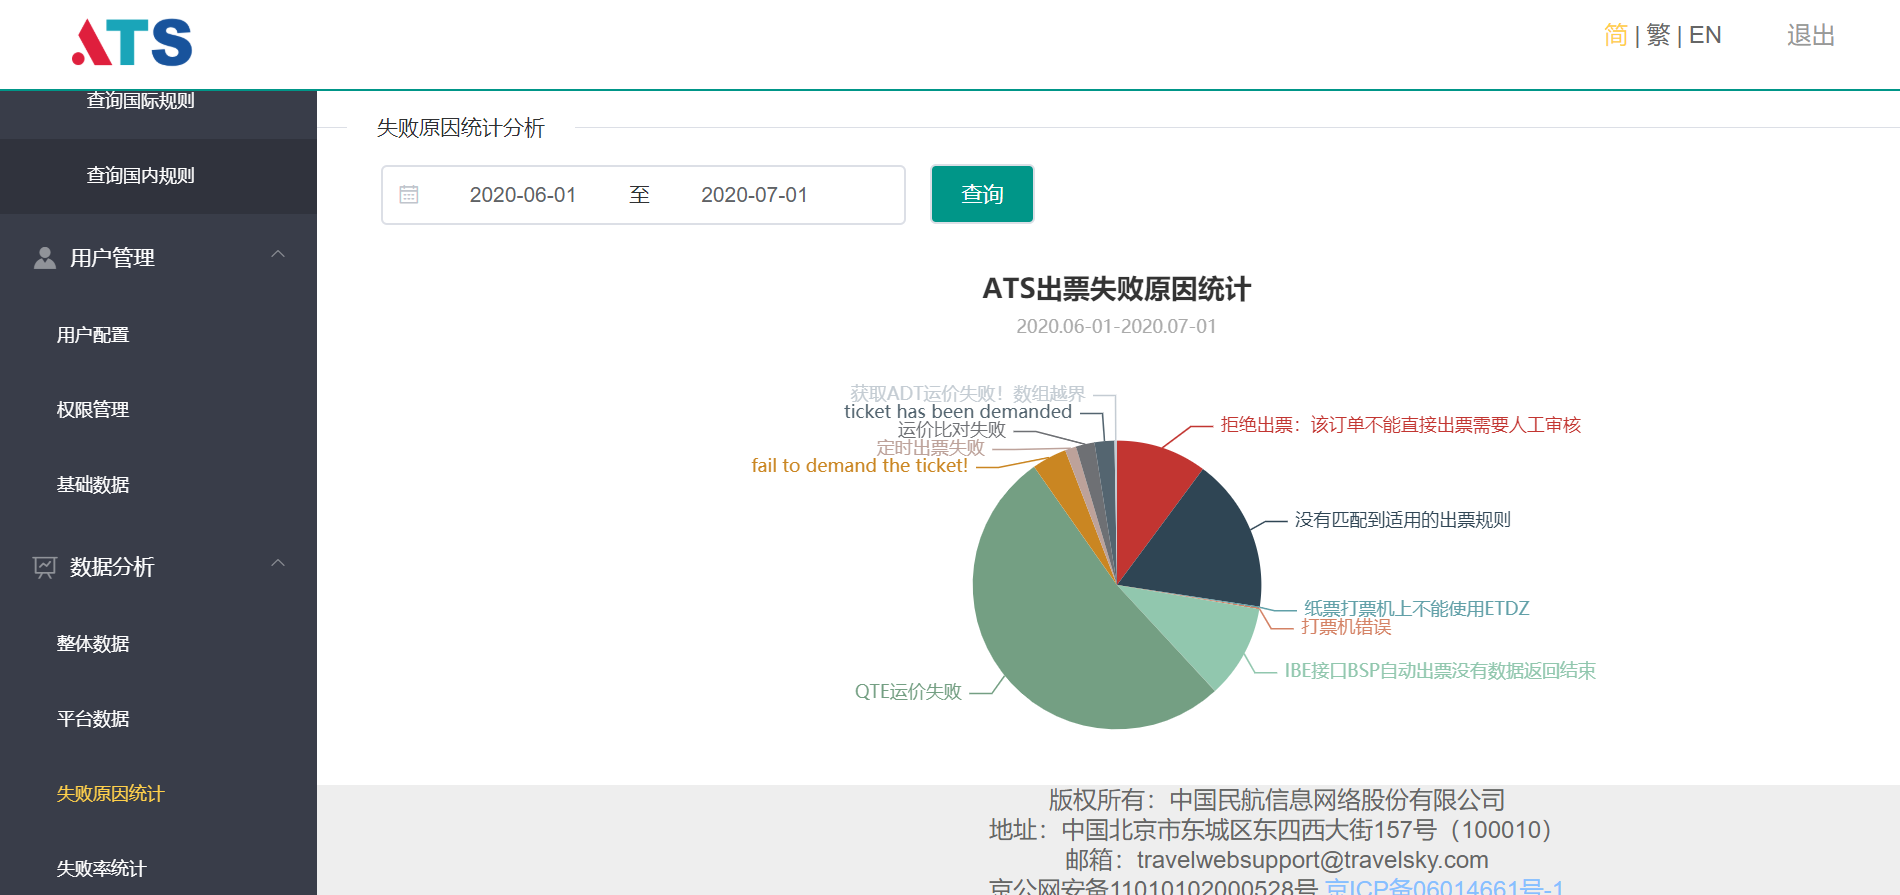 ATS
简 | 繁 | EN
退出
查询国际规则
查询国内规则
用户管理
用户配置
权限管理
基础数据
数据分析
整体数据
平台数据
失败原因统计
失败率统计
失败原因统计分析
2020-06-01 至 2020-07-01
查询
ATS出票失败原因统计
2020.06-01-2020.07-01
获取ADT运价失败！数组越界
ticket has been demanded
运价比对失败
定时出票失败
fail to demand the ticket!
QTE运价失败
拒绝出票：该订单不能直接出票需要人工审核
没有匹配到适用的出票规则
纸票打票机上不能使用ETDZ
打票机错误
IBE接口BSP自动出票没有数据返回结束
版权所有：中国民航信息网络股份有限公司
地址：中国北京市东城区东四西大街157号（100010）
邮箱：travelwebsupport@travelsky.com
京公网安备11010102000528号 京ICP备06014661号-1